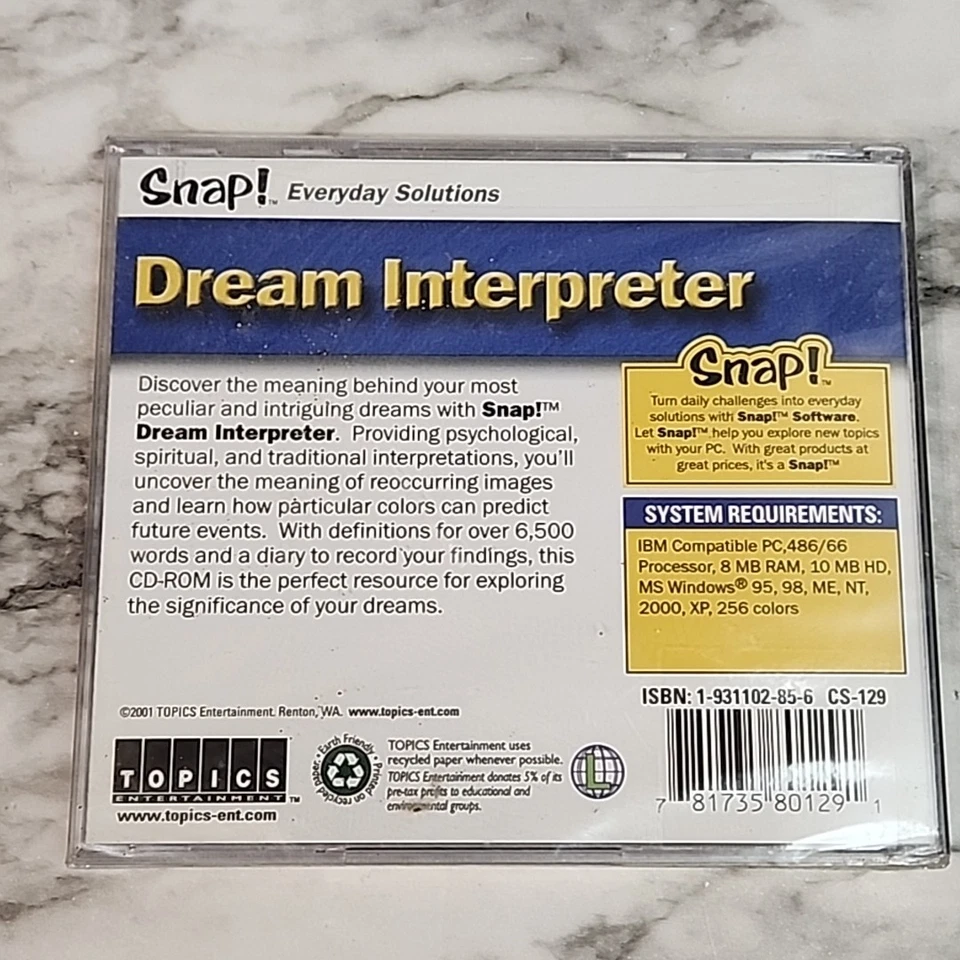 Snap!™ Everyday Solutions
Dream Interpreter
Discover the meaning behind your most
peculiar and intriguing dreams with Snap!™
Dream Interpreter. Providing psychological,
spiritual, and traditional interpretations, you'll
uncover the meaning of reoccurring images
and learn how particular colors can predict
future events. With definitions for over 6,500
words and a diary to record your findings, this
CD-ROM is the perfect resource for exploring
the significance of your dreams.
Snap!™
Turn daily challenges into everyday
solutions with Snap!™ Software.
Let Snap!™ help you explore new topics
with your PC. With great products at
great prices, it's a Snap!™
SYSTEM REQUIREMENTS:
IBM Compatible PC,486/66
Processor, 8 MB RAM, 10 MB HD,
MS Windows® 95, 98, ME, NT,
2000, XP, 256 colors
ISBN: 1-931102-85-6 CS-129
7 81735 80129 1
©2001 TOPICS Entertainment. Renton, WA. www.topics-ent.com
TOPICS
ENTERTAINMENT™
www.topics-ent.com
Earth Friendly • Printed on recycled paper •
TOPICS Entertainment uses
recycled paper whenever possible.
TOPICS Entertainment donates 5% of its
pre-tax profits to educational and
environmental groups.
L